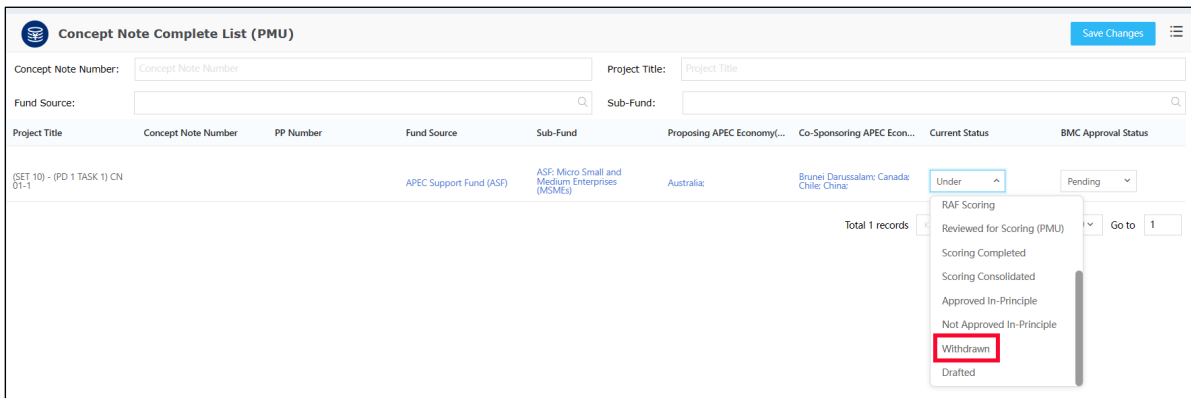 Concept Note Complete List (PMU)
Save Changes
Concept Note Number: Concept Note Number
Project Title: Project Title
Fund Source:
Sub-Fund:
Project Title Concept Note Number PP Number Fund Source Sub-Fund Proposing APEC Economy(... Co-Sponsoring APEC Econ... Current Status BMC Approval Status
(SET 10) - (PD 1 TASK 1) CN
01-1
APEC Support Fund (ASF)
ASF: Micro Small and
Medium Enterprises
(MSMEs)
Australia;
Brunei Darussalam; Canada;
Chile; China;
Under
Pending
Total 1 records
Go to 1
RAF Scoring
Reviewed for Scoring (PMU)
Scoring Completed
Scoring Consolidated
Approved In-Principle
Not Approved In-Principle
Withdrawn
Drafted